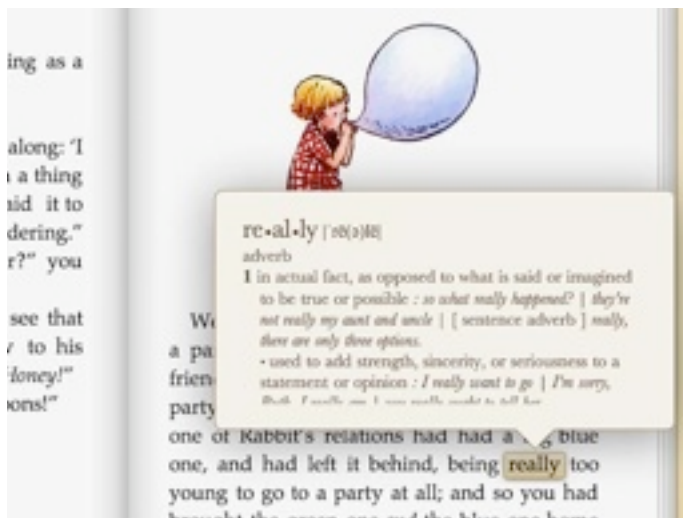 ing as a
along: 'I
a thing
aid it to
dering."
r?" you
see that
to his
Honey!"
ons!"
re•al•ly
adverb
1 in actual fact, as opposed to what is said or imagined
to be true or possible : so what really happened? | they're
not really my aunt and uncle | [ sentence adverb ] really,
there are only three options.
• used to add strength, sincerity, or seriousness to a
statement or opinion : I really want to go | I'm sorry,
We
a pa
frien
party
one of Rabbit's relations had had a big blue
one, and had left it behind, being really too
young to go to a party at all; and so you had